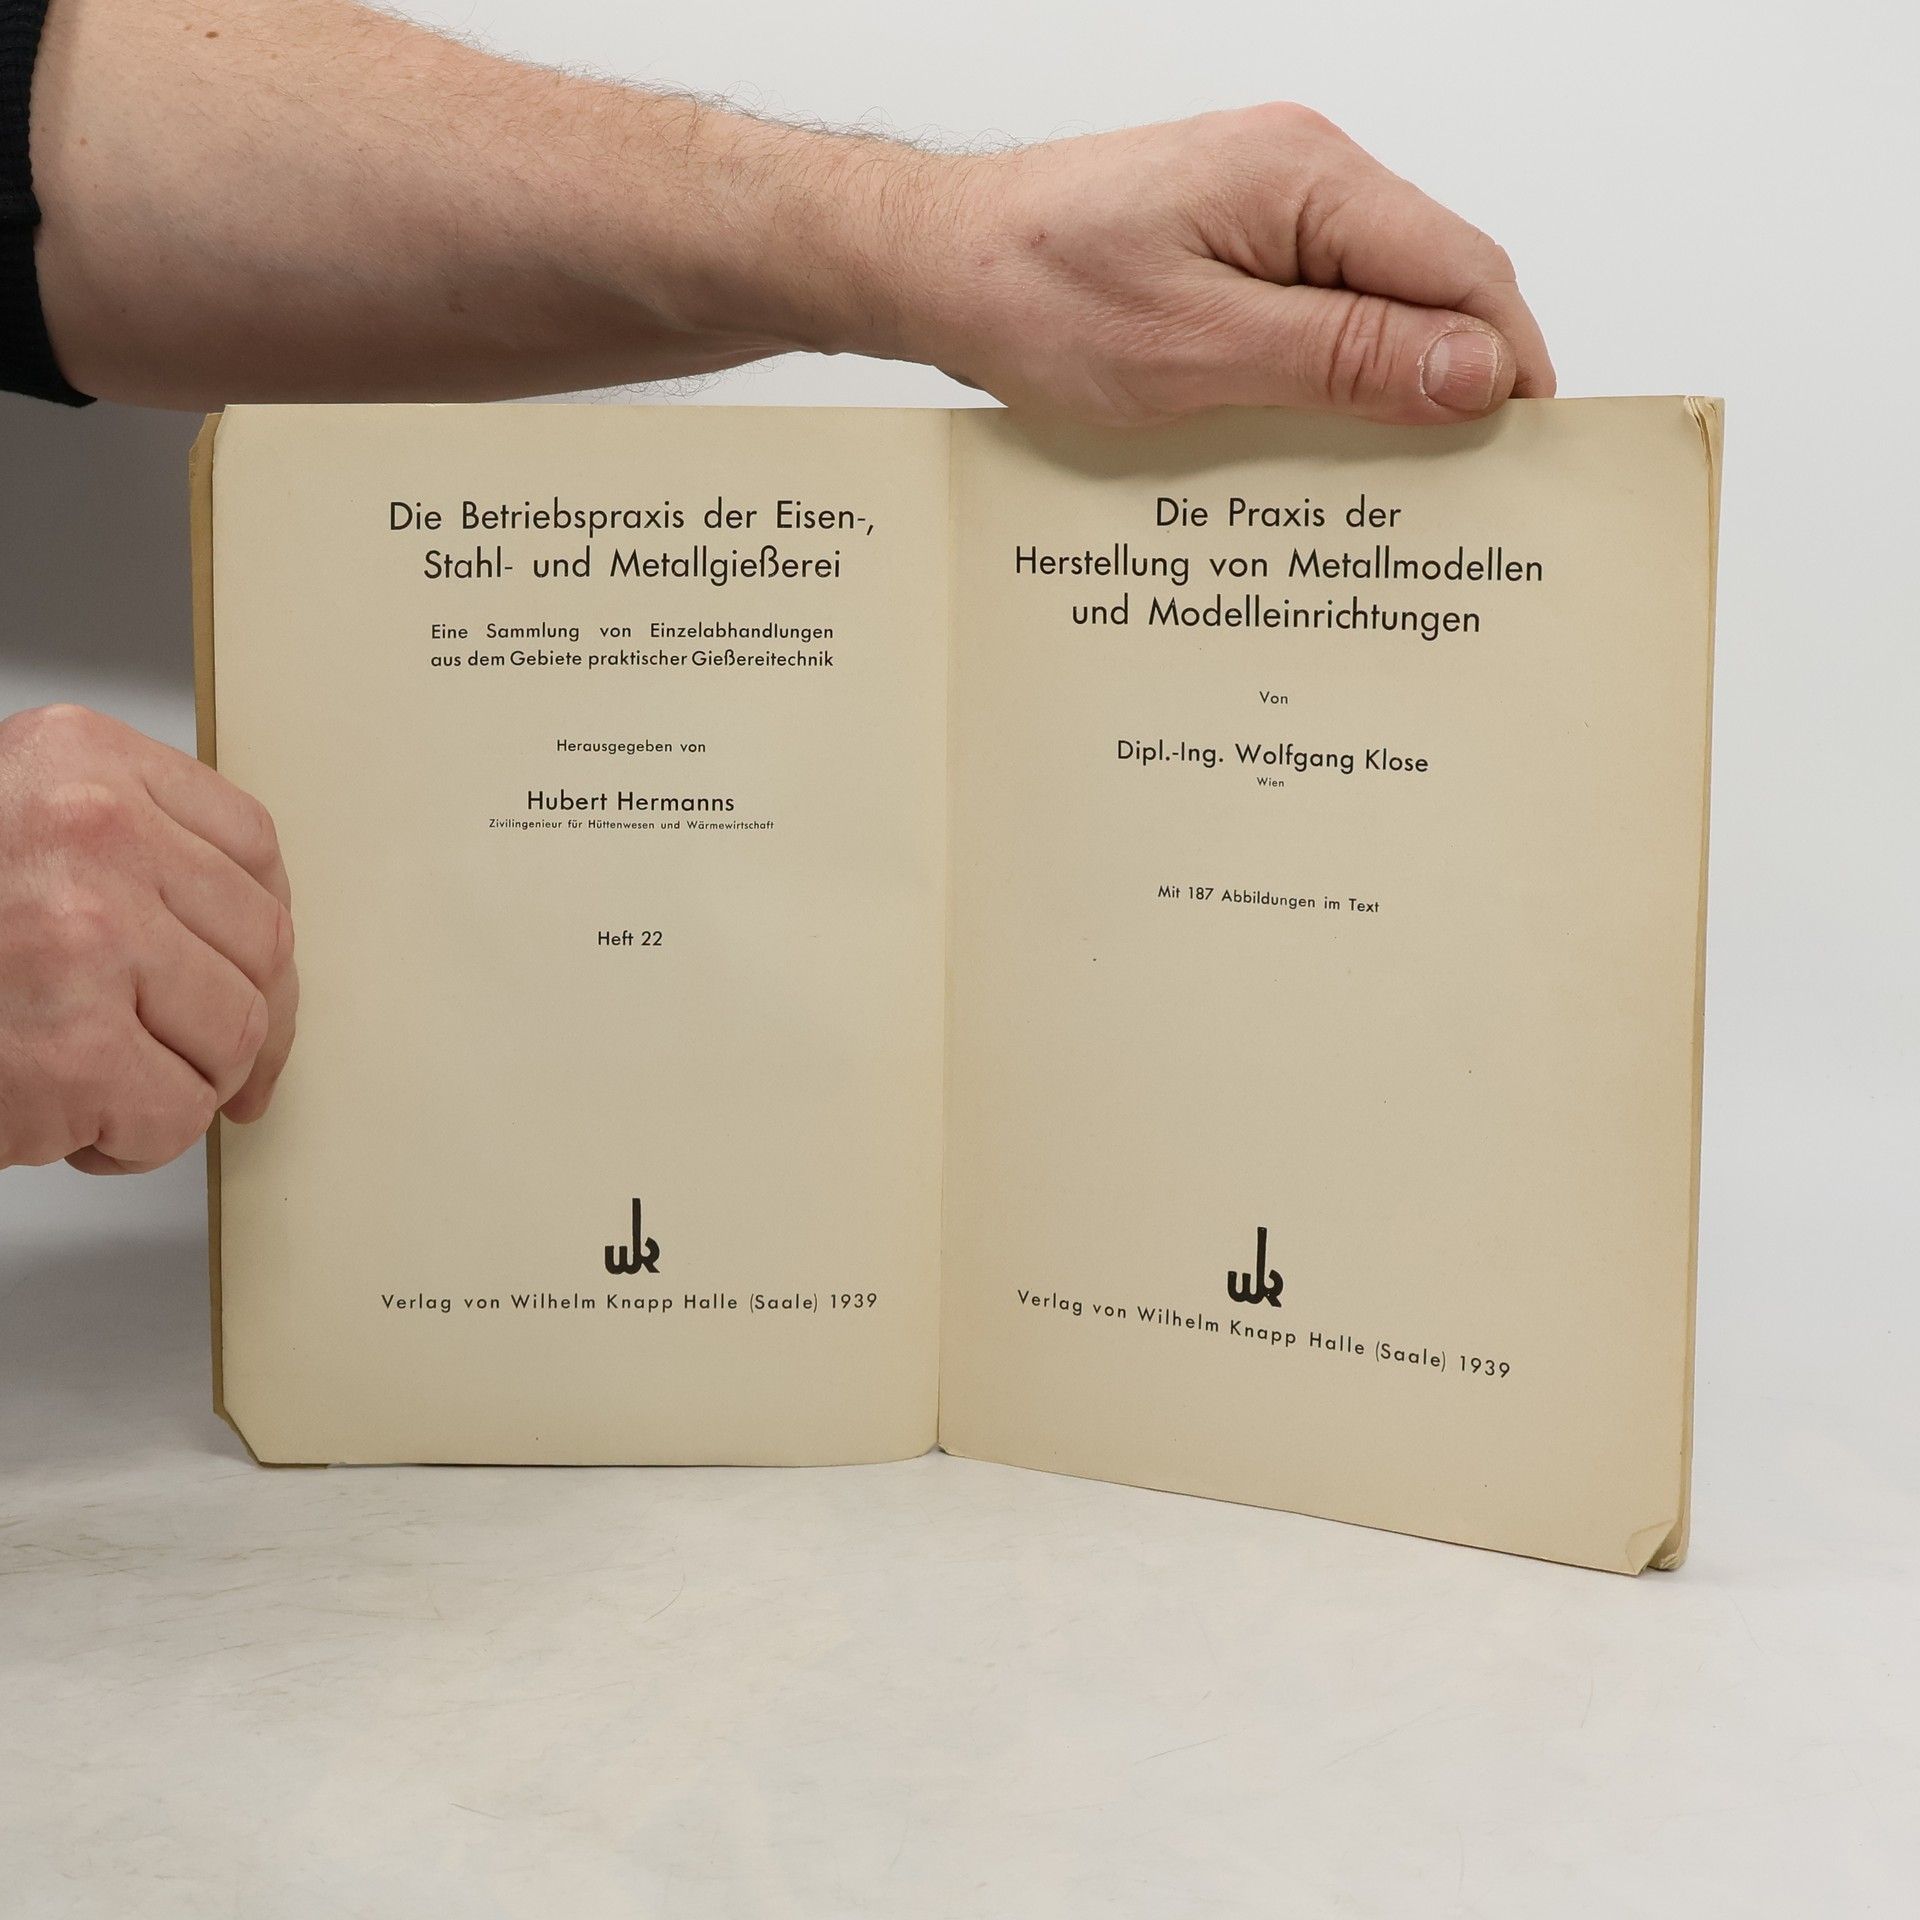 Die Betriebspraxis der Eisen-,
Stahl- und Metallgießerei
Eine Sammlung von Einzelabhandlungen
aus dem Gebiete praktischer Gießereitechnik
Herausgegeben von
Hubert Hermanns
Zivilingenieur für Hüttenwesen und Wärmewirtschaft
Heft 22
wk
Verlag von Wilhelm Knapp Halle (Saale) 1939
Die Praxis der
Herstellung von Metallmodellen
und Modelleinrichtungen
Von
Dipl.-Ing. Wolfgang Klose
Wien
Mit 187 Abbildungen im Text
wk
Verlag von Wilhelm Knapp Halle (Saale) 1939